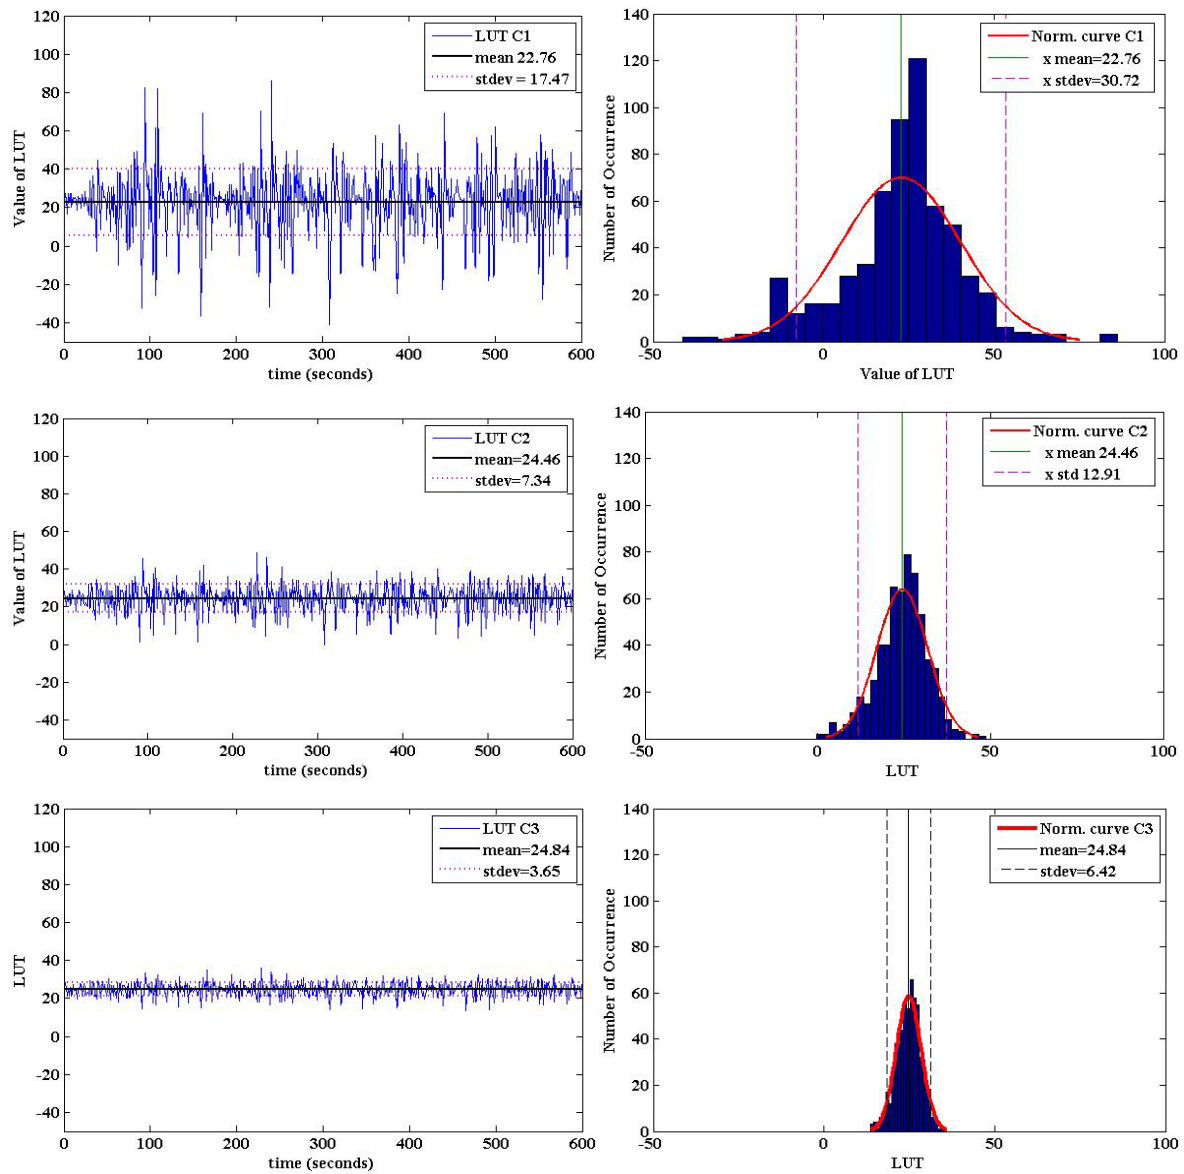 120
100
80
60
40
20
0
-20
-40
0 100 200 300 400 500 600
Value of LUT
time (seconds)
LUT C1
mean 22.76
stdev = 17.47
140
120
100
80
60
40
20
0
-50 0 50 100
Number of Occurrence
Value of LUT
Norm. curve C1
x mean=22.76
x stdev=30.72
120
100
80
60
40
20
0
-20
-40
0 100 200 300 400 500 600
Value of LUT
time (seconds)
LUT C2
mean=24.46
stdev=7.34
140
120
100
80
60
40
20
0
-50 0 50 100
Number of Occurrence
LUT
Norm. curve C2
x mean 24.46
x std 12.91
120
100
80
60
40
20
0
-20
-40
0 100 200 300 400 500 600
LUT
time (seconds)
LUT C3
mean=24.84
stdev=3.65
140
120
100
80
60
40
20
0
-50 0 50 100
Number of Occurrence
LUT
Norm. curve C3
mean=24.84
stdev=6.42